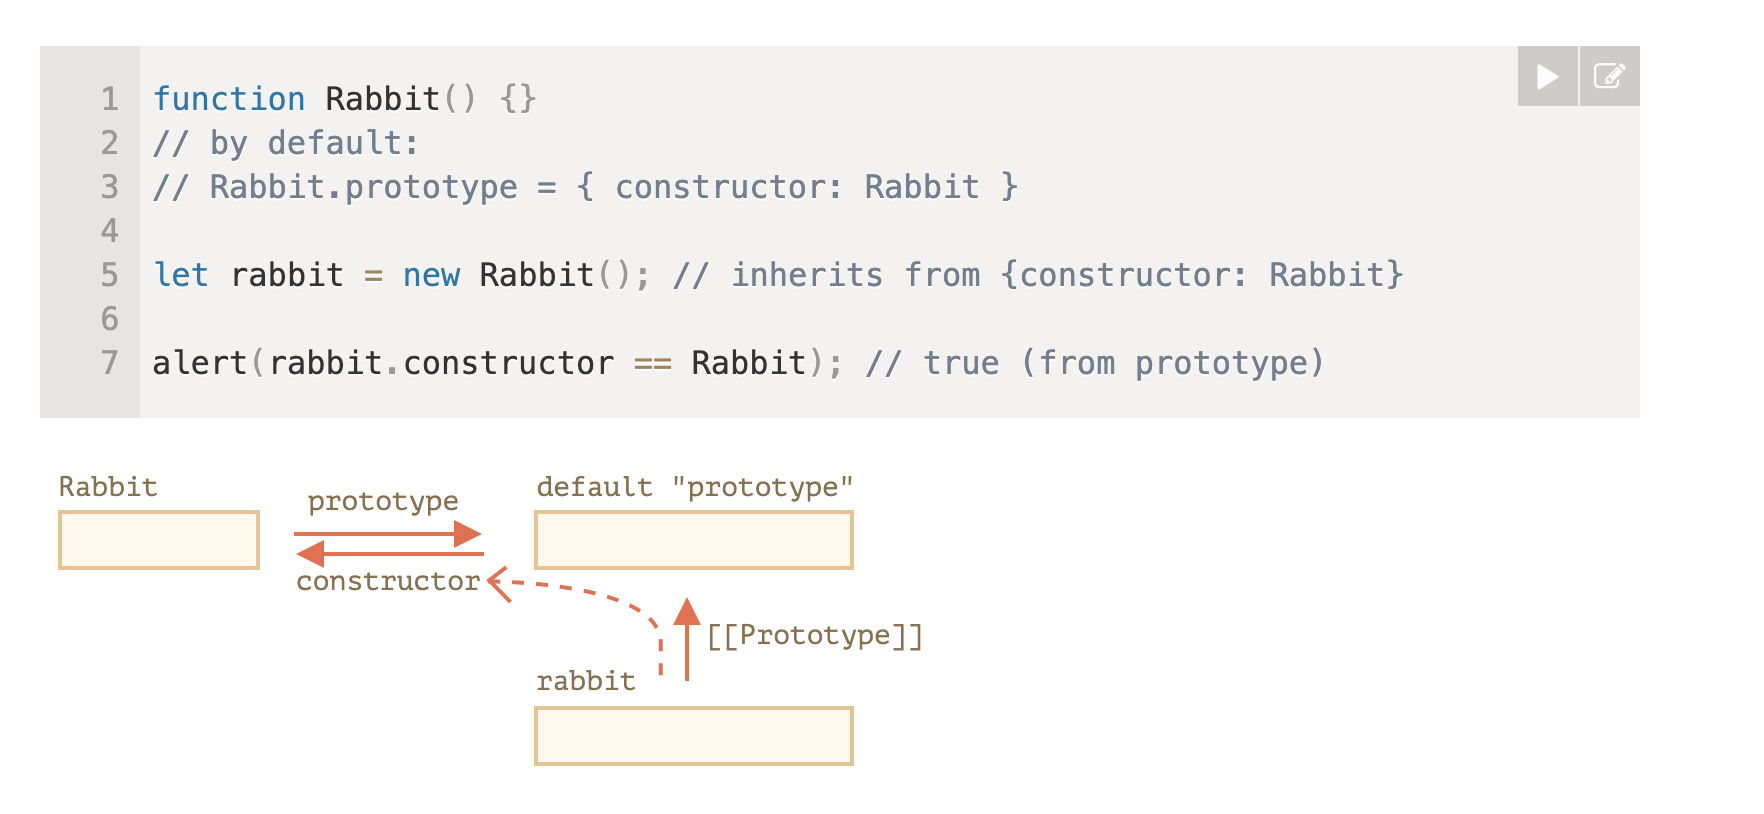 1 function Rabbit() {}
2 // by default:
3 // Rabbit.prototype = { constructor: Rabbit }
4
5 let rabbit = new Rabbit(); // inherits from {constructor: Rabbit}
6
7 alert(rabbit.constructor == Rabbit); // true (from prototype)
Rabbit
prototype
default "prototype"
constructor
[[Prototype]]
rabbit